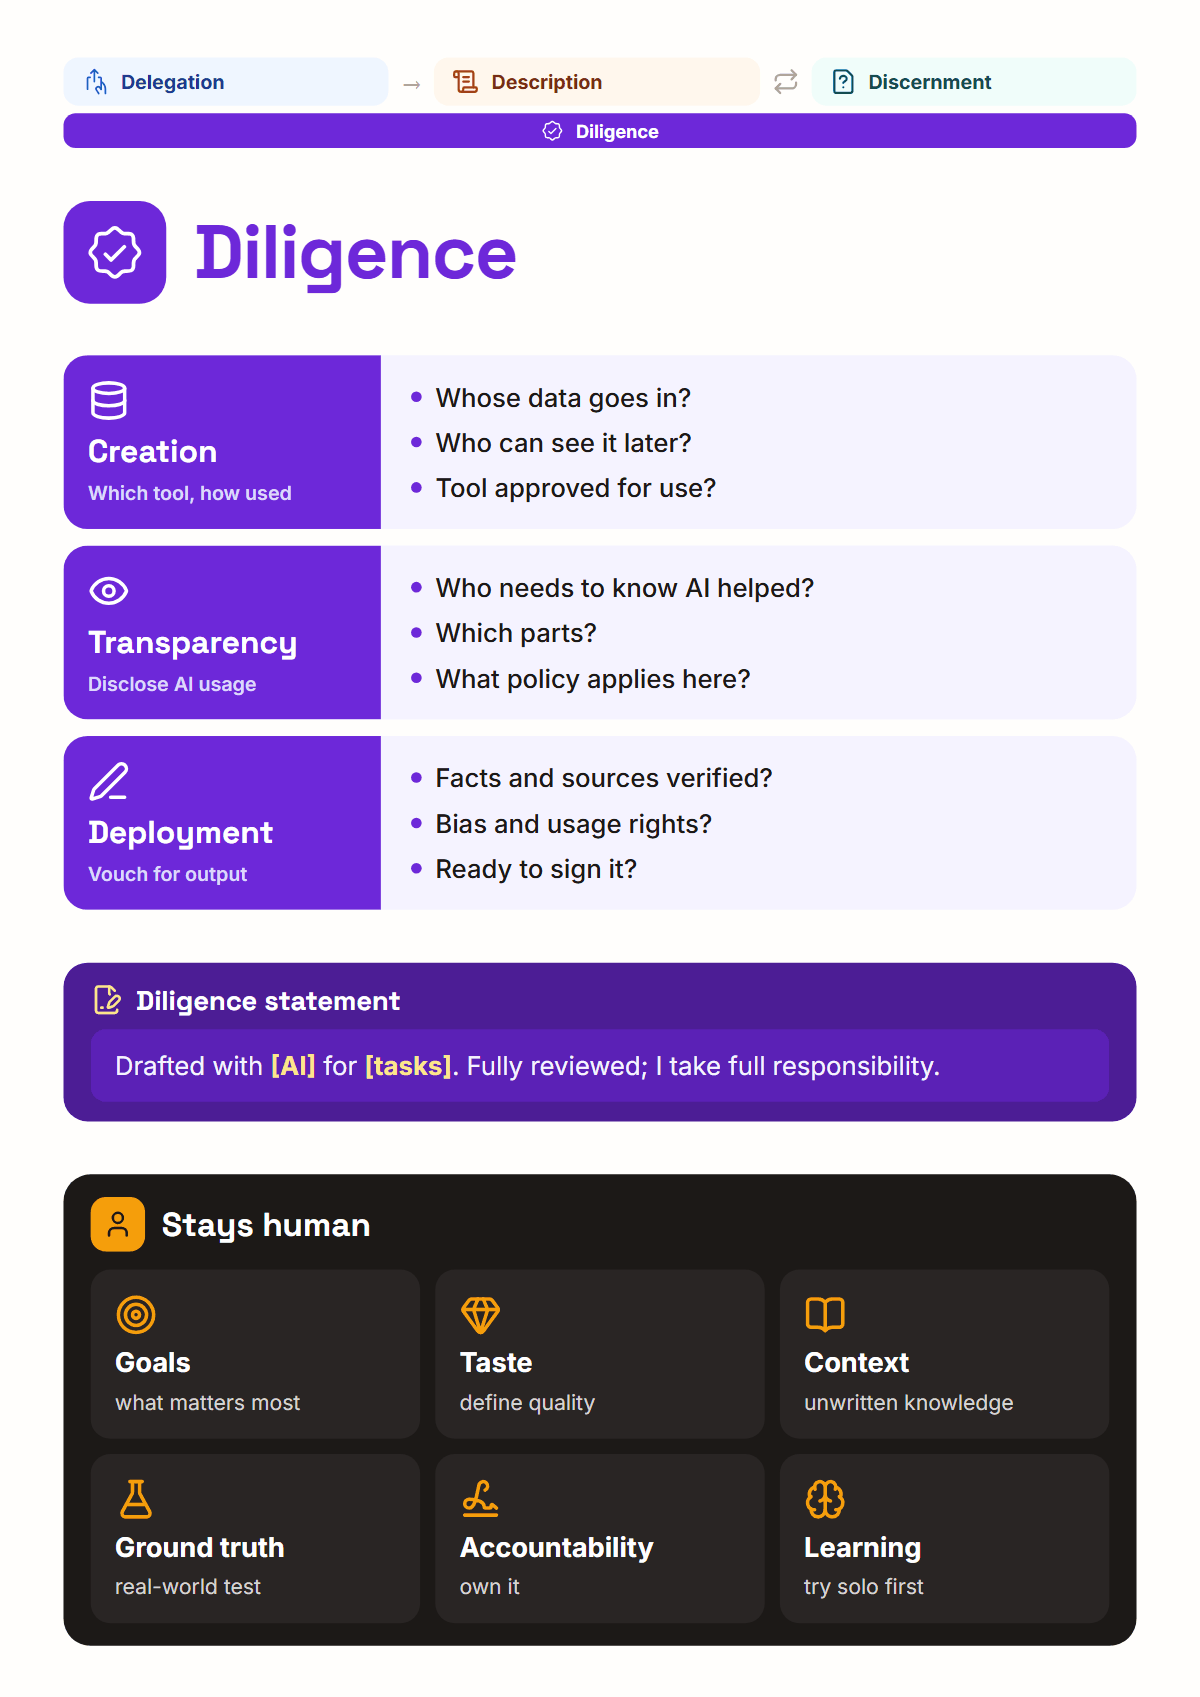 Delegation → Description Discernment
Diligence
Diligence
Creation
Which tool, how used
• Whose data goes in?
• Who can see it later?
• Tool approved for use?
Transparency
Disclose AI usage
• Who needs to know AI helped?
• Which parts?
• What policy applies here?
Deployment
Vouch for output
• Facts and sources verified?
• Bias and usage rights?
• Ready to sign it?
Diligence statement
Drafted with [AI] for [tasks]. Fully reviewed; I take full responsibility.
Stays human
Goals
what matters most
Taste
define quality
Context
unwritten knowledge
Ground truth
real-world test
Accountability
own it
Learning
try solo first